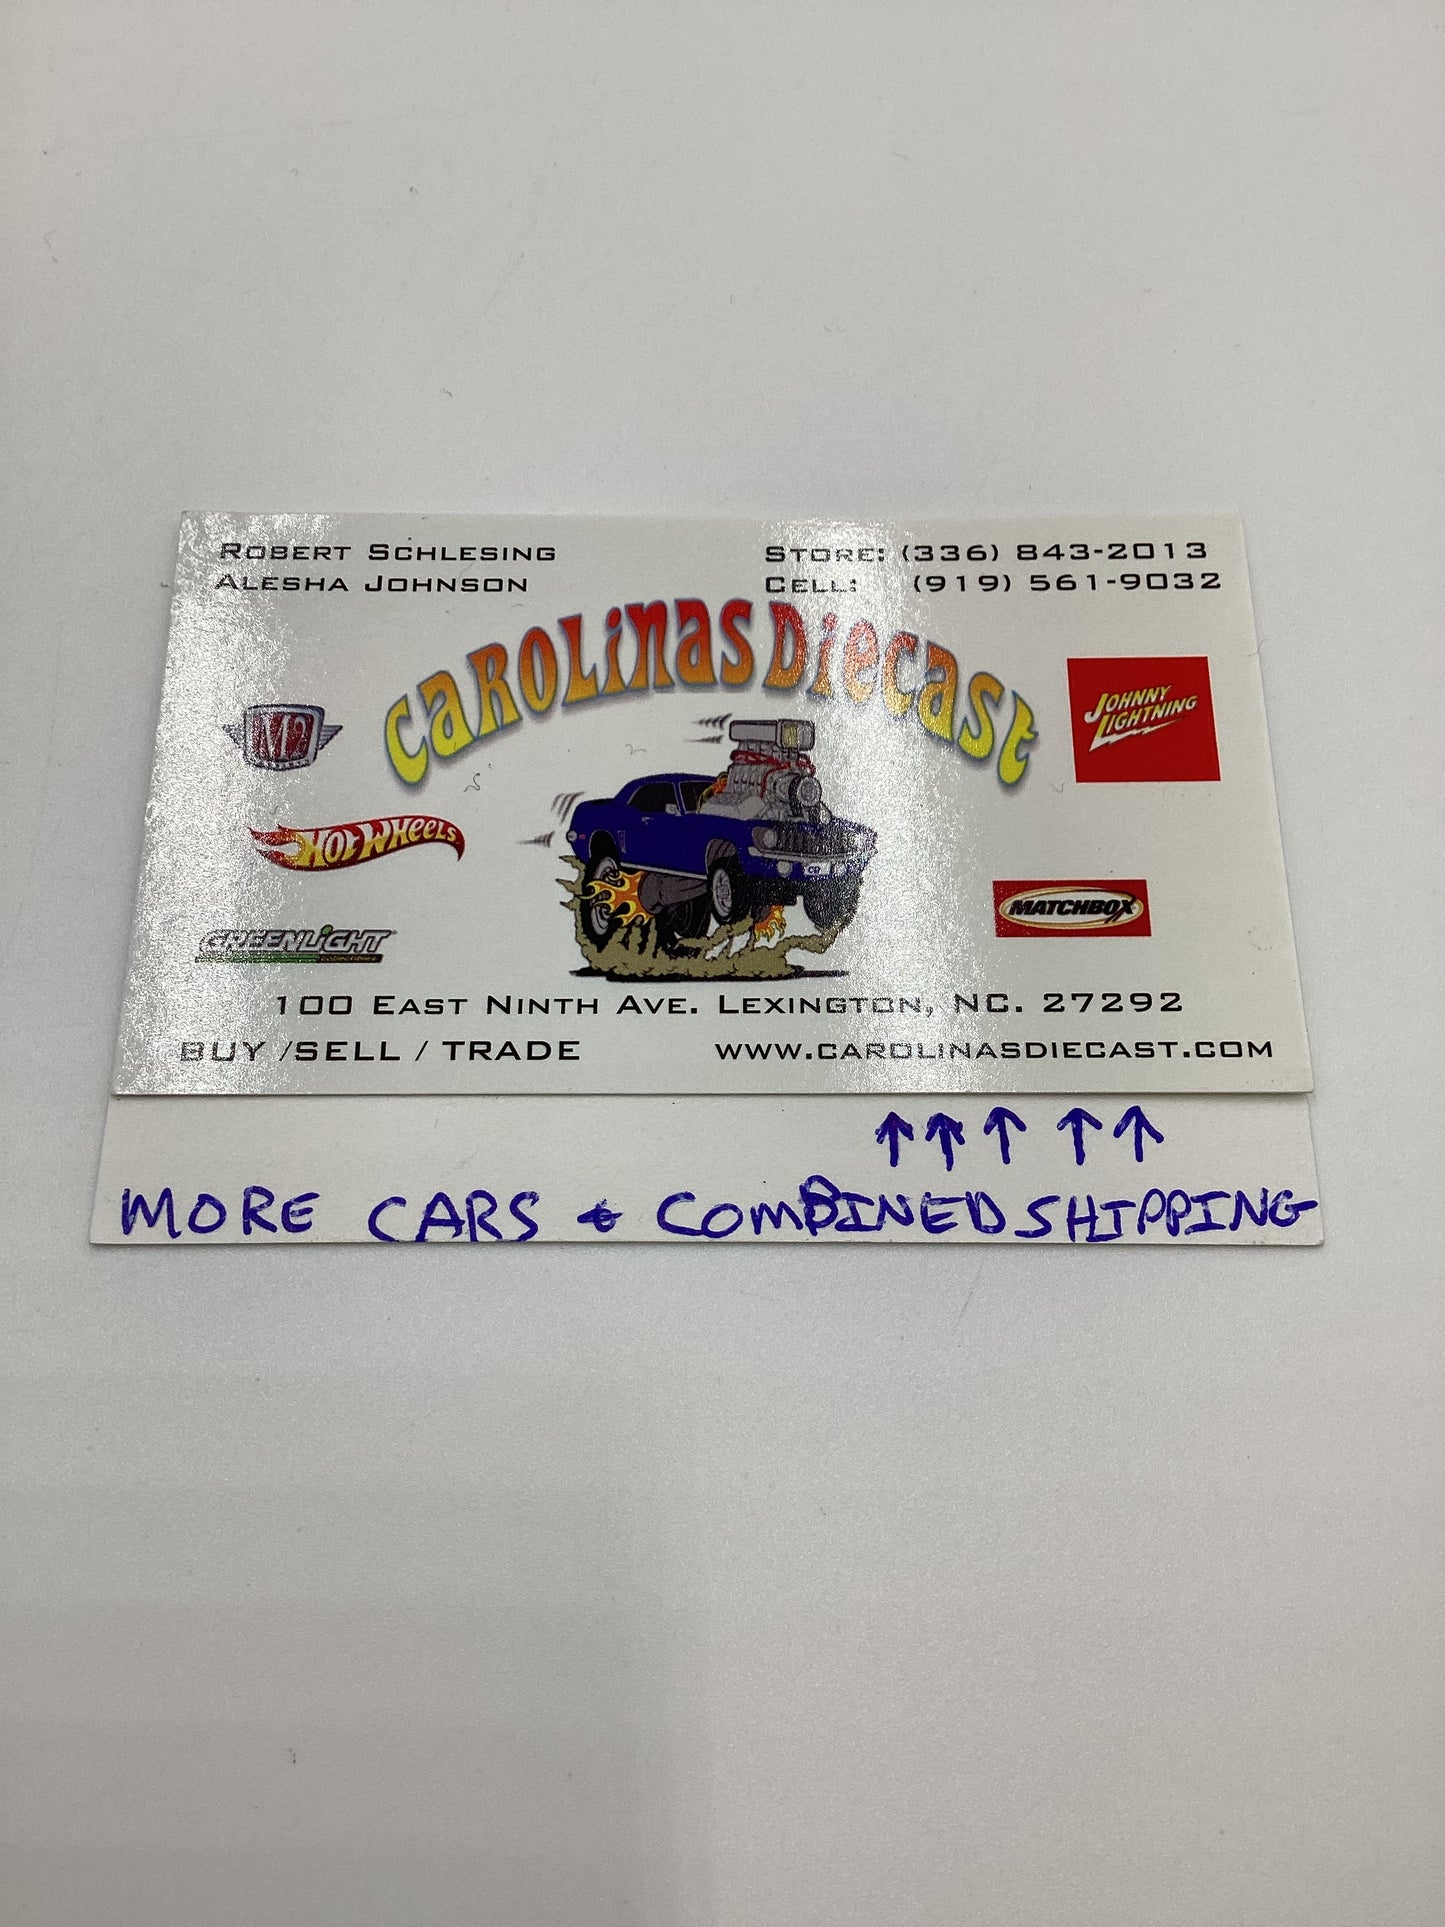 ROBERT SCHLESING
ALESHA JOHNSON
STORE: (336) 843-2013
CELL: (919) 561-9032
CAROLINAS DIECAST
M2
HOT WHEELS
GREENLIGHT
JOHNNY
LIGHTNING
MATCHBOX
CD
100 EAST NINTH AVE. LEXINGTON, NC. 27292
BUY /SELL / TRADE
WWW.CAROLINASDIECAST.COM
↑ ↑ ↑ ↑ ↑
MORE CARS & COMBINED SHIPPING